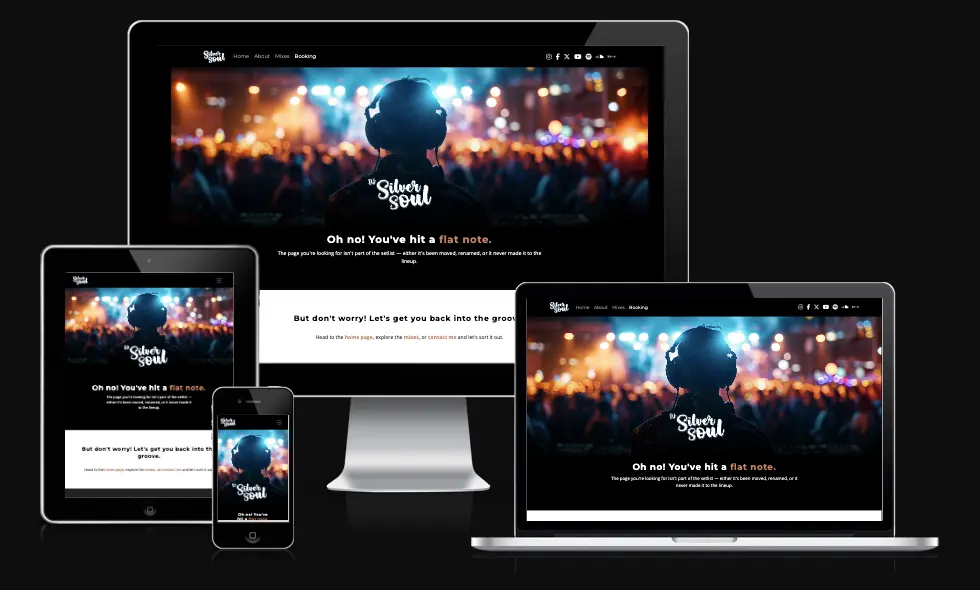 Silver Soul
Home About Mixes Booking
DJ Silver Soul
Oh no! You've hit a flat note.
The page you're looking for isn't part of the setlist — either it's been moved, renamed, or it never made it to the
lineup.
But don't worry! Let's get you back into the groov
Head to the home page, explore the mixes, or contact me and let's sort it out.
Silver Soul
DJ Silver Soul
Oh no! You've hit a flat note.
The page you're looking for isn't part of the setlist —
either it's been moved, renamed, or it never made it
to the lineup.
But don't worry! Let's get you back into th
groove.
Head to the home page, explore the mixes, or contact me and let's sort it out
Silver Soul
DJ Silver Soul
Oh no! You've
hit a flat note.
Silver Soul
Home About Mixes Booking
DJ Silver Soul
Oh no! You've hit a flat note.
The page you're looking for isn't part of the setlist — either it's been moved, renamed, or it
never made it to the lineup.